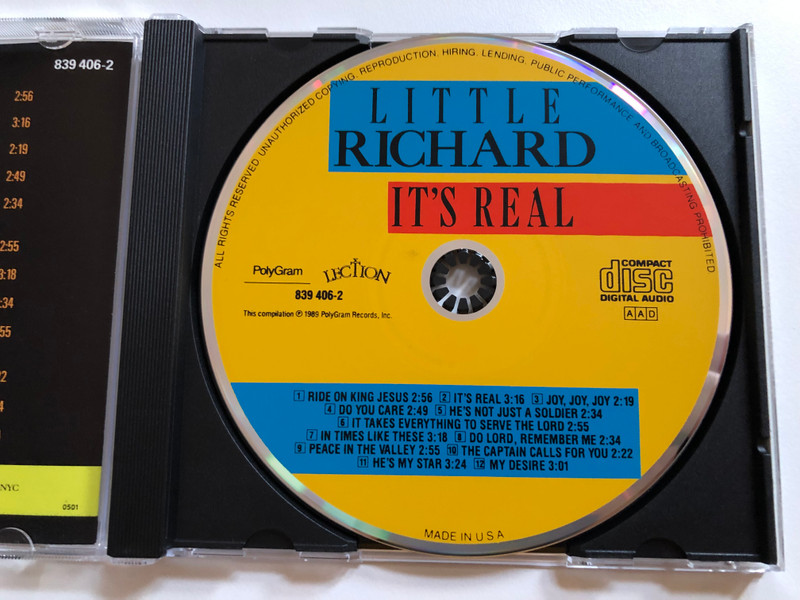 839 406-2
2:56
3:16
2:19
2:49
2:34
2:55
3:18
:34
55
2
4
NYC
0501
ALL RIGHTS RESERVED UNAUTHORIZED COPYING. REPRODUCTION. HIRING. LENDING. PUBLIC PERFORMANCE AND BROADCASTING PROHIBITED
LITTLE
RICHARD
IT'S REAL
PolyGram LECTION
839 406-2
This compilation ℗ 1989 PolyGram Records, Inc.
COMPACT
disc
DIGITAL AUDIO
AAD
1 RIDE ON KING JESUS 2:56 2 IT'S REAL 3:16 3 JOY, JOY, JOY 2:19
4 DO YOU CARE 2:49 5 HE'S NOT JUST A SOLDIER 2:34
6 IT TAKES EVERYTHING TO SERVE THE LORD 2:55
7 IN TIMES LIKE THESE 3:18 8 DO LORD, REMEMBER ME 2:34
9 PEACE IN THE VALLEY 2:55 10 THE CAPTAIN CALLS FOR YOU 2:22
11 HE'S MY STAR 3:24 12 MY DESIRE 3:01
MADE IN U.S.A